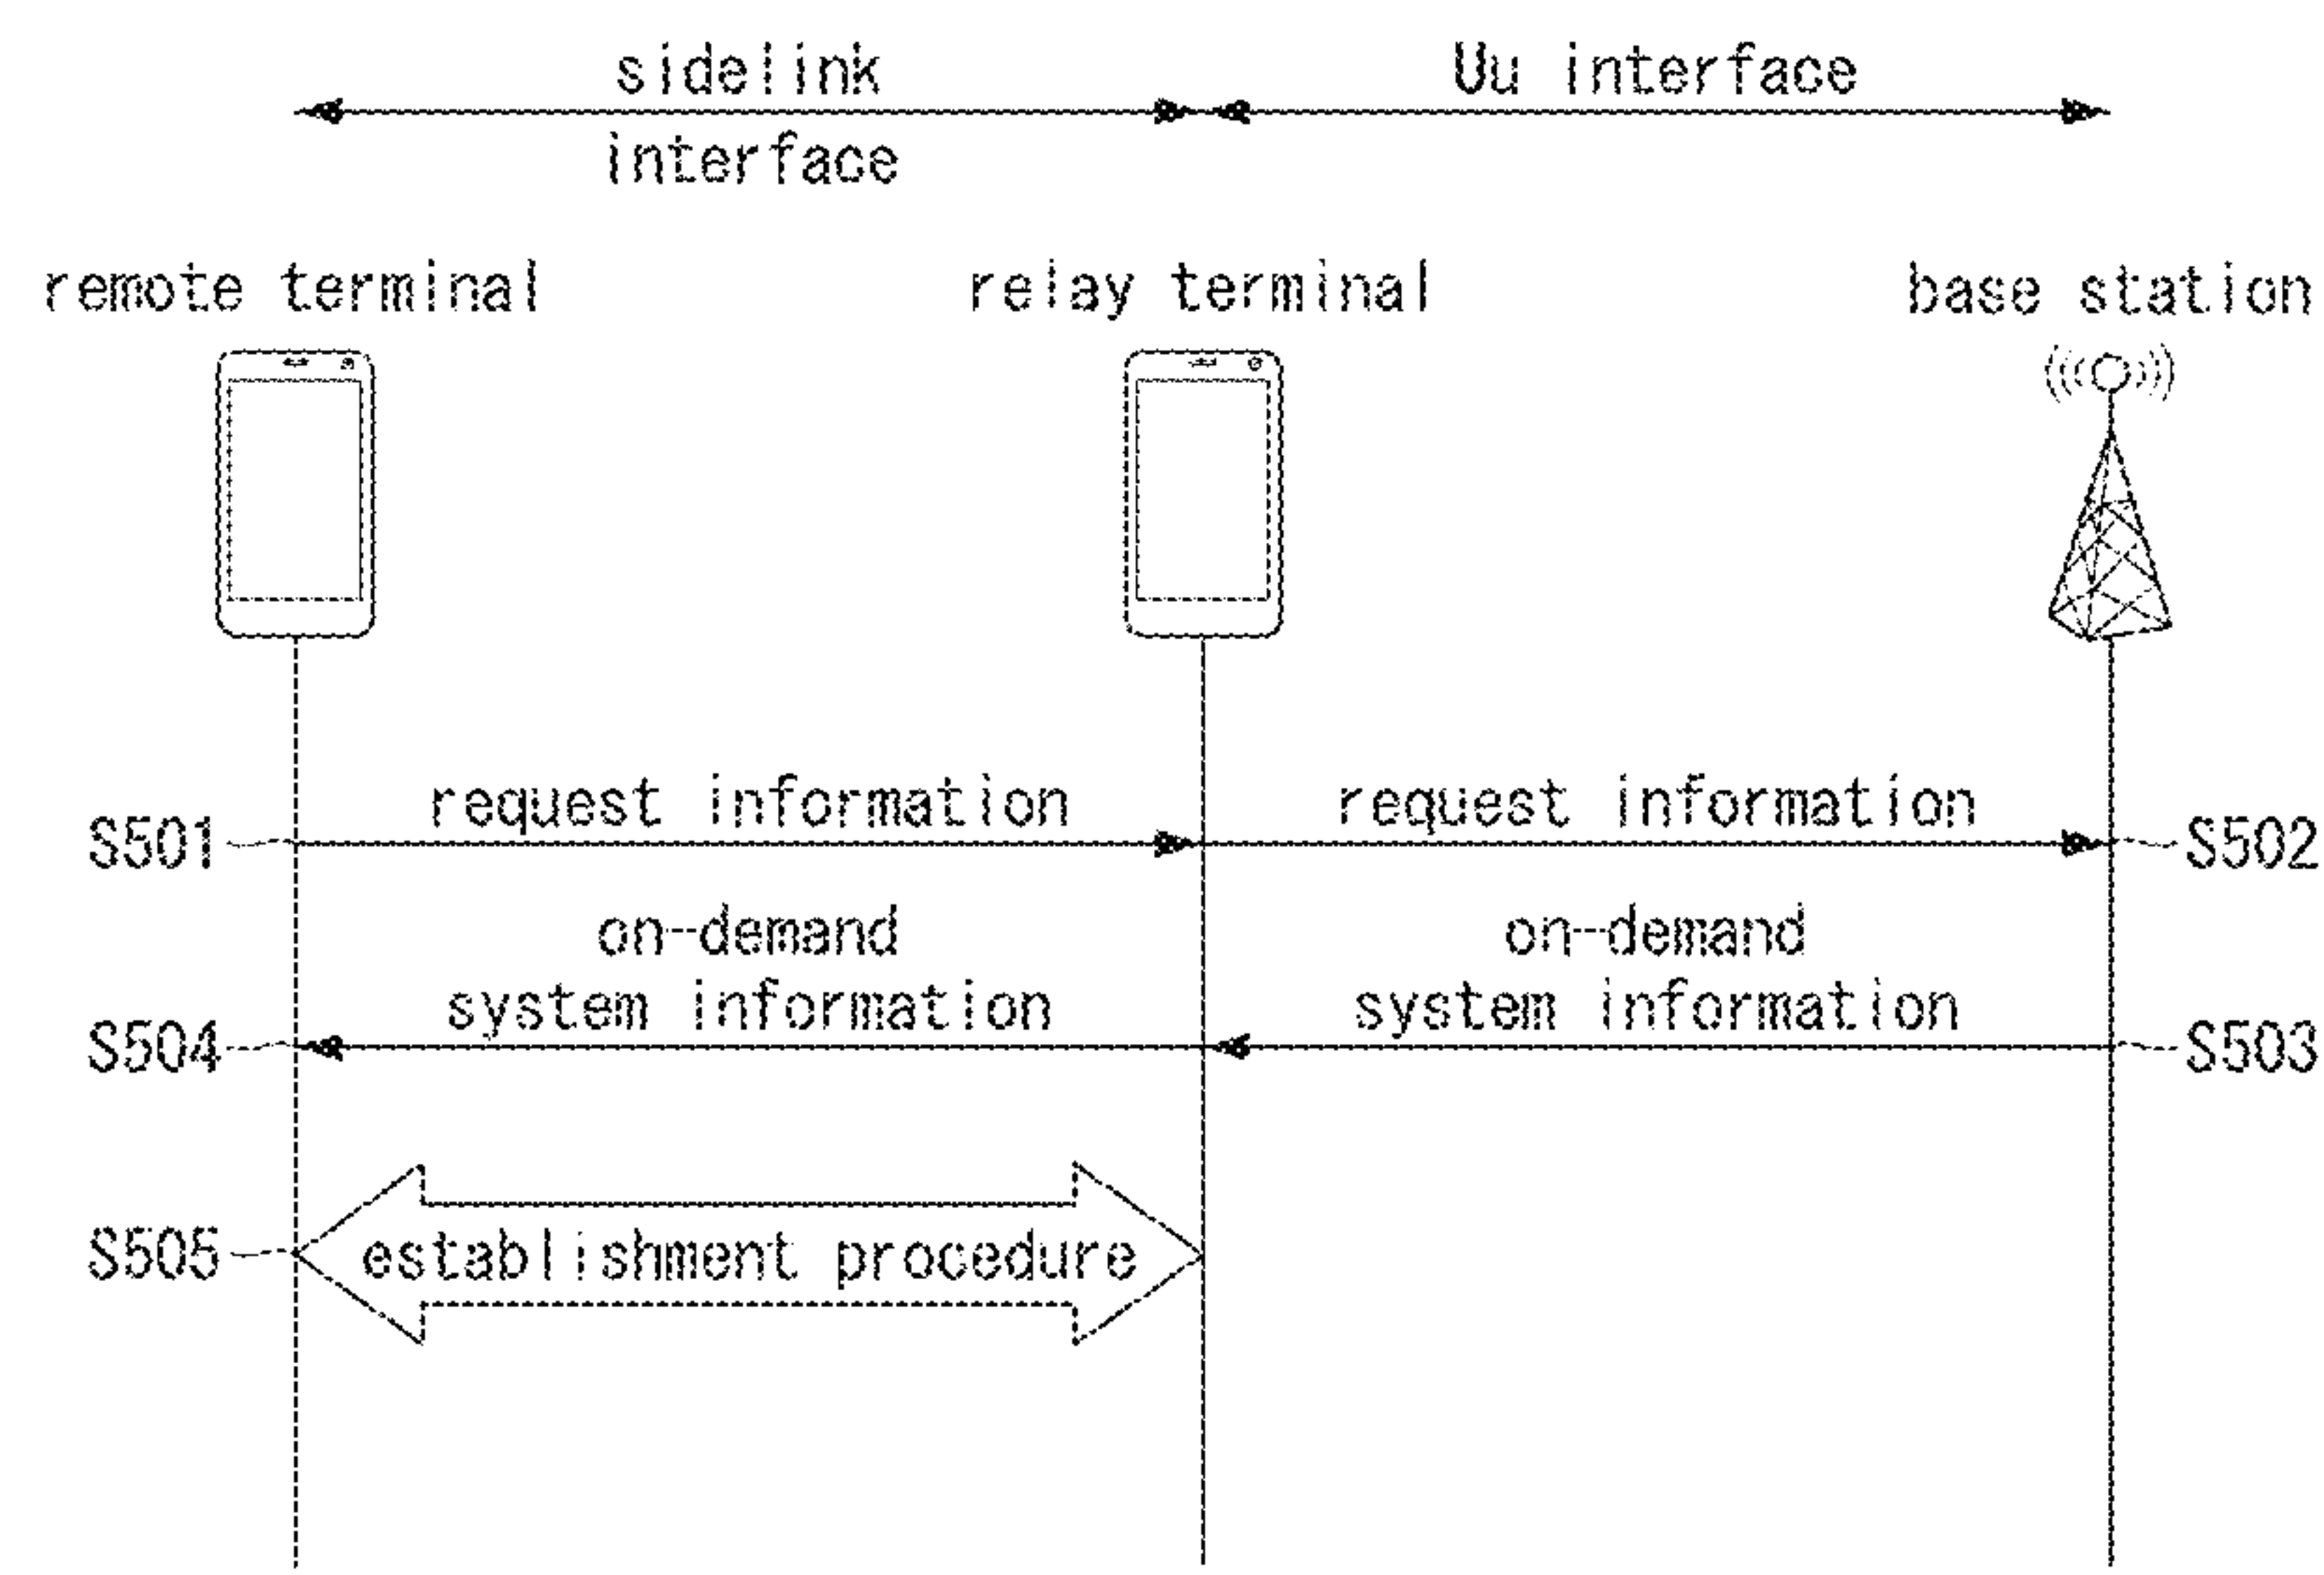 sidelink
interface
Uu interface
remote terminal
relay terminal
base station
S501
request information
request information
S502
on-demand
system information
on-demand
system information
S504
S503
S505
establishment procedure